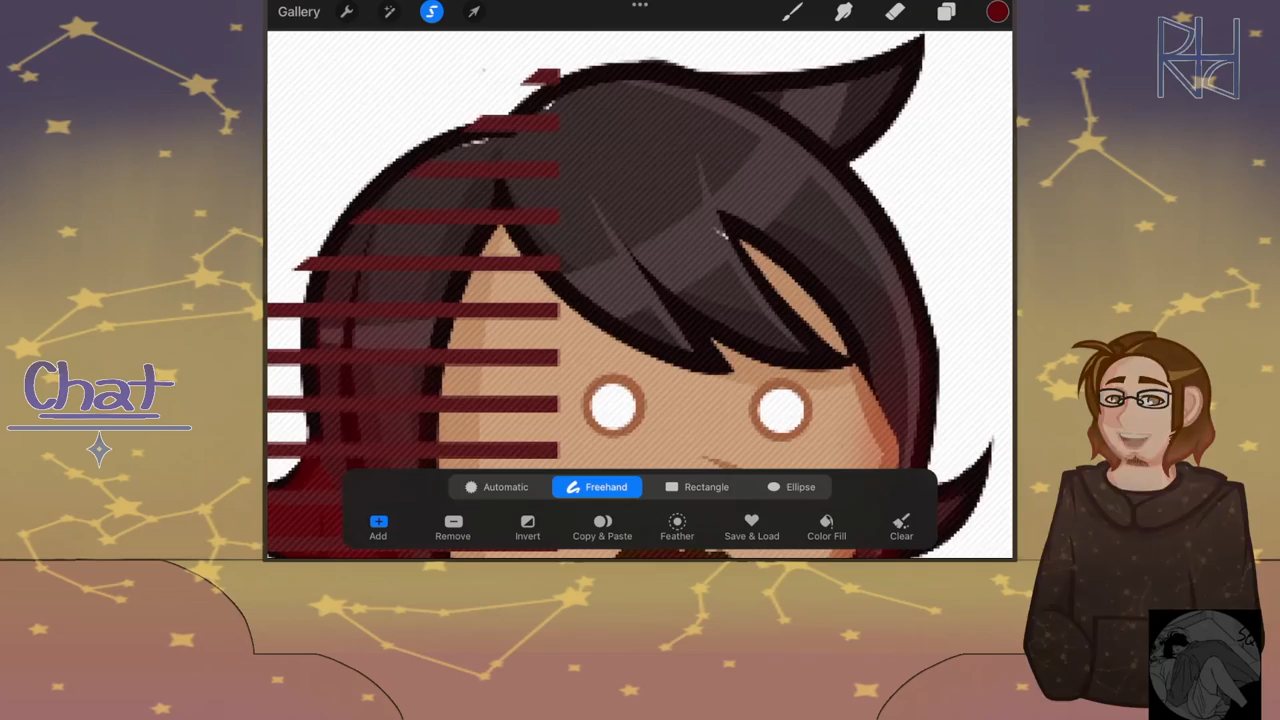 Gallery
Chat
Automatic
Freehand
Rectangle
Ellipse
Add
Remove
Invert
Copy & Paste
Feather
Save & Load
Color Fill
Clear